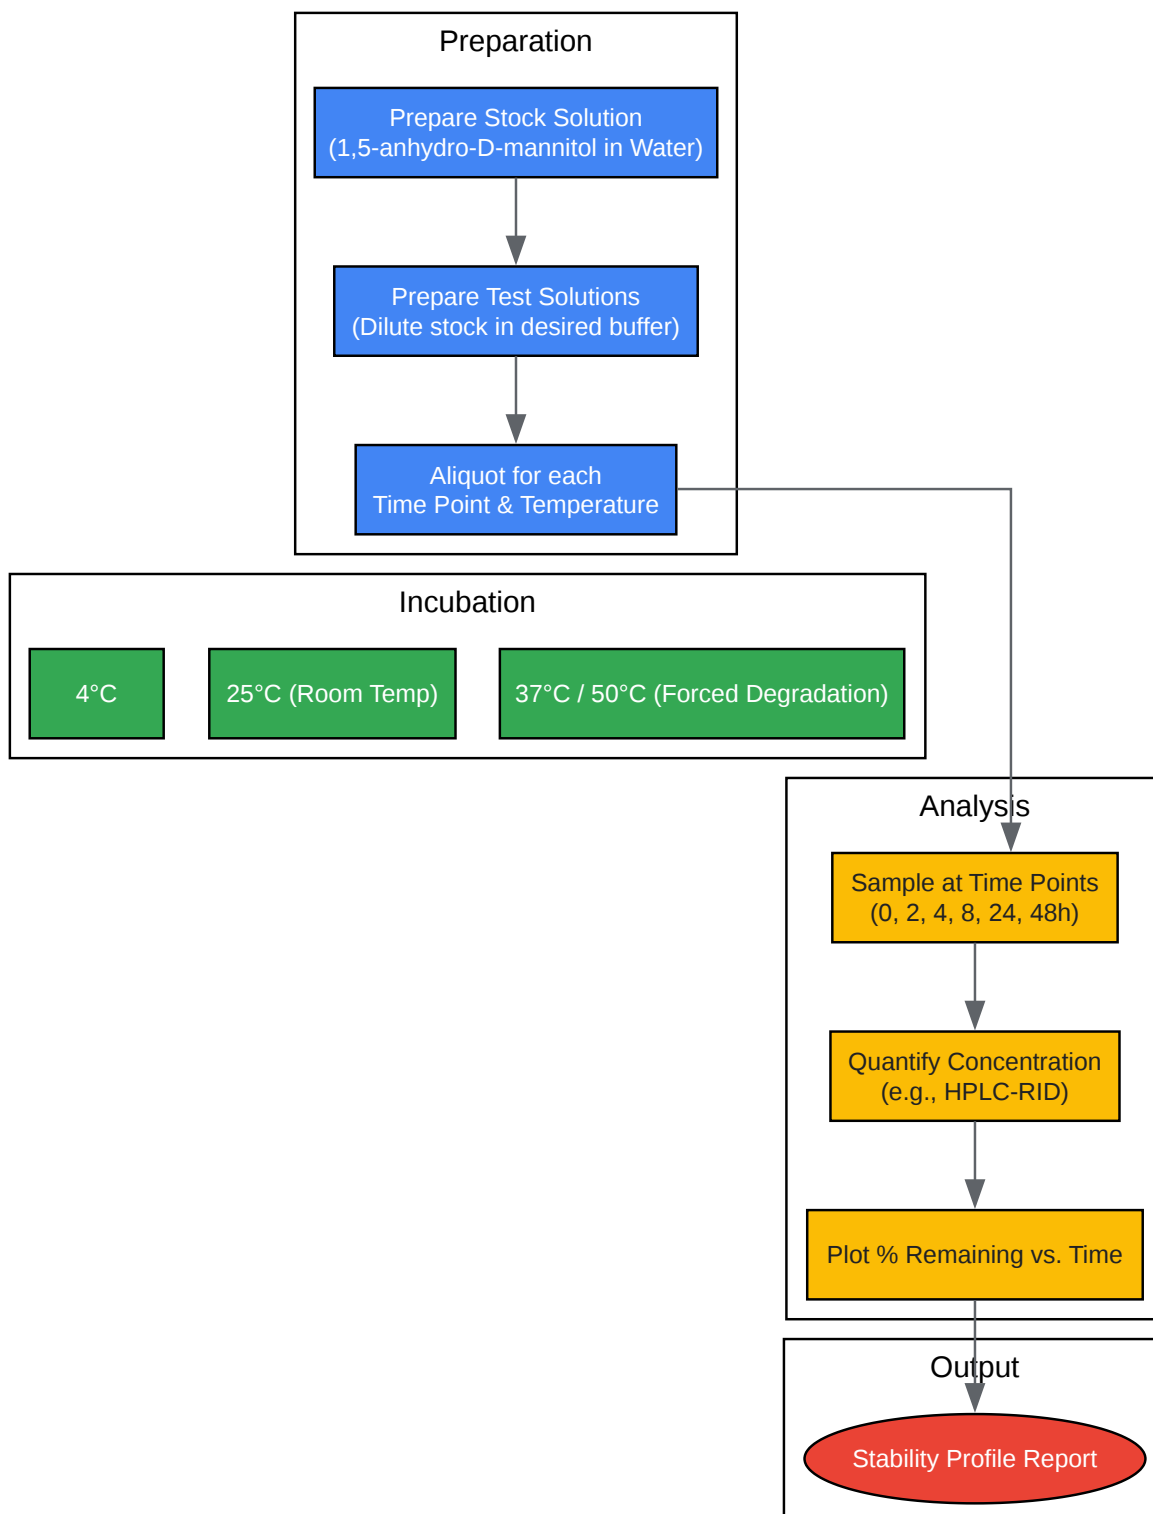 Preparation
Prepare Stock Solution
(1,5-anhydro-D-mannitol in Water)
Prepare Test Solutions
(Dilute stock in desired buffer)
Aliquot for each
Time Point & Temperature
Incubation
4°C
25°C (Room Temp)
37°C / 50°C (Forced Degradation)
Analysis
Sample at Time Points
(0, 2, 4, 8, 24, 48h)
Quantify Concentration
(e.g., HPLC-RID)
Plot % Remaining vs. Time
Output
Stability Profile Report